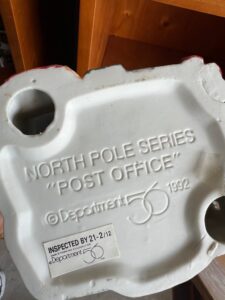 NORTH POLE SERIES
"POST OFFICE"
©Department 56 1992
INSPECTED BY 21-2/12
Department 56